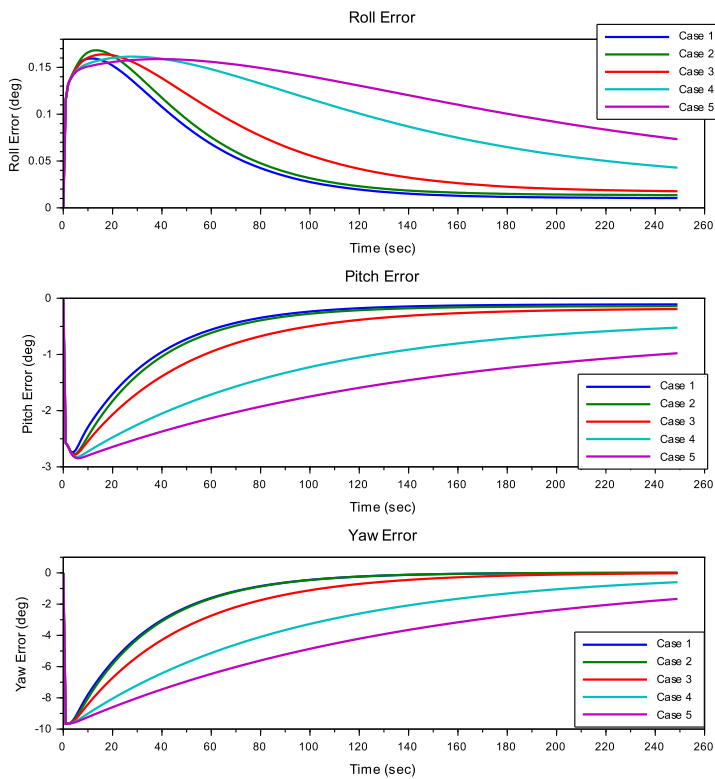 Roll Error
Case 1
Case 2
Case 3
Case 4
Case 5
Roll Error (deg)
0.15
0.1
0.05
0
0 20 40 60 80 100 120 140 160 180 200 220 240 260
Time (sec)
Pitch Error
Pitch Error (deg)
0
-1
-2
-3
Case 1
Case 2
Case 3
Case 4
Case 5
0 20 40 60 80 100 120 140 160 180 200 220 240 260
Time (sec)
Yaw Error
Yaw Error (deg)
0
-2
-4
-6
-8
-10
Case 1
Case 2
Case 3
Case 4
Case 5
0 20 40 60 80 100 120 140 160 180 200 220 240 260
Time (sec)